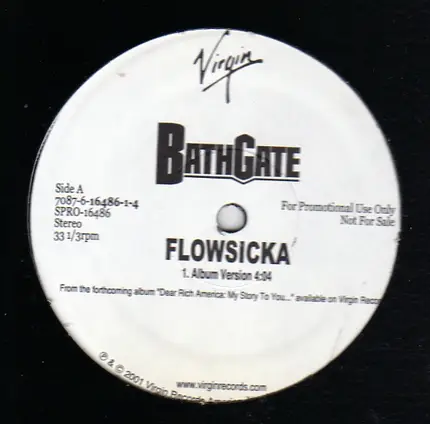 Virgin
BATHGATE
Side A
7087-6-16486-1-4
SPRO-16486
Stereo
33 1/3rpm
For Promotional Use Only
Not For Sale
FLOWSICKA
1. Album Version 4:04
From the forthcoming album "Dear Rich America: My Story To You..." available on Virgin Recor
www.virginrecords.com
℗ & © 2001 Virgin Records America